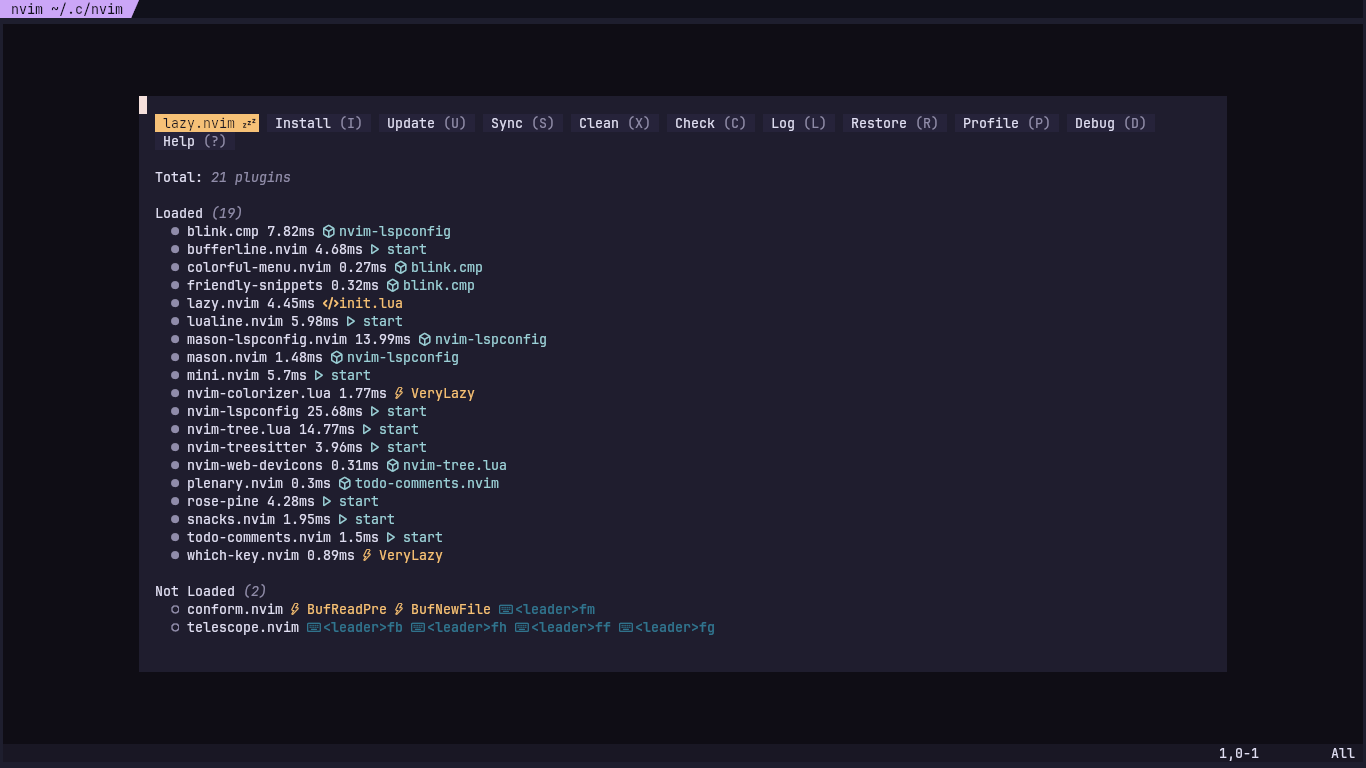 nvim ~/.c/nvim
lazy.nvim 💤 Install (I) Update (U) Sync (S) Clean (X) Check (C) Log (L) Restore (R) Profile (P) Debug (D)
Help (?)
Total: 21 plugins
Loaded (19)
● blink.cmp 7.82ms nvim-lspconfig
● bufferline.nvim 4.68ms start
● colorful-menu.nvim 0.27ms blink.cmp
● friendly-snippets 0.32ms blink.cmp
● lazy.nvim 4.45ms </>init.lua
● lualine.nvim 5.98ms start
● mason-lspconfig.nvim 13.99ms nvim-lspconfig
● mason.nvim 1.48ms nvim-lspconfig
● mini.nvim 5.7ms start
● nvim-colorizer.lua 1.77ms VeryLazy
● nvim-lspconfig 25.68ms start
● nvim-tree.lua 14.77ms start
● nvim-treesitter 3.96ms start
● nvim-web-devicons 0.31ms nvim-tree.lua
● plenary.nvim 0.3ms todo-comments.nvim
● rose-pine 4.28ms start
● snacks.nvim 1.95ms start
● todo-comments.nvim 1.5ms start
● which-key.nvim 0.89ms VeryLazy
Not Loaded (2)
○ conform.nvim BufReadPre BufNewFile <leader>fm
○ telescope.nvim <leader>fb <leader>fh <leader>ff <leader>fg
1,0-1 All